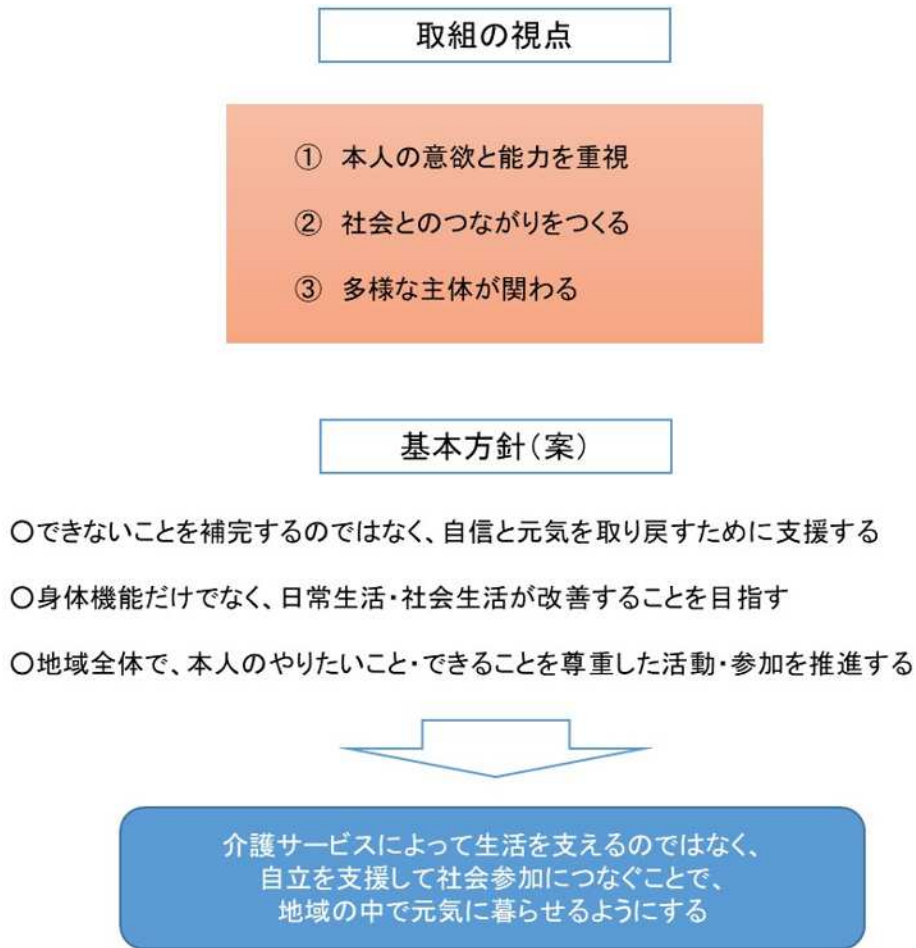 取組の視点
① 本人の意欲と能力を重視
② 社会とのつながりをつくる
③ 多様な主体が関わる
基本方針(案)
○できないことを補完するのではなく、自信と元気を取り戻すために支援する
○身体機能だけでなく、日常生活・社会生活が改善することを目指す
○地域全体で、本人のやりたいこと・できることを尊重した活動・参加を推進する
介護サービスによって生活を支えるのではなく、
自立を支援して社会参加につなぐことで、
地域の中で元気に暮らせるようにする